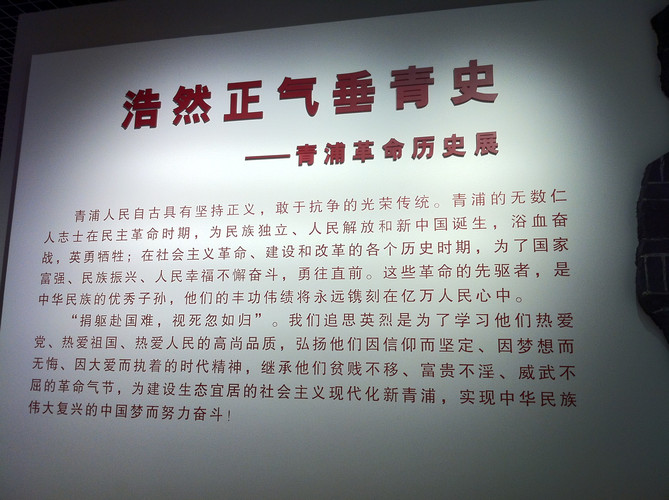 浩然正气垂青史
——青浦革命历史展
青浦人民自古具有坚持正义，敢于抗争的光荣传统。青浦的无数仁
人志士在民主革命时期，为民族独立、人民解放和新中国诞生，浴血奋
战，英勇牺牲；在社会主义革命、建设和改革的各个历史时期，为了国家
富强、民族振兴、人民幸福不懈奋斗，勇往直前。这些革命的先驱者，是
中华民族的优秀子孙，他们的丰功伟绩将永远镌刻在亿万人民心中。
“捐躯赴国难，视死忽如归”。我们追思英烈是为了学习他们热爱
党、热爱祖国、热爱人民的高尚品质，弘扬他们因信仰而坚定、因梦想而
无悔、因大爱而执着的时代精神，继承他们贫贱不移、富贵不淫、威武不
屈的革命气节，为建设生态宜居的社会主义现代化新青浦，实现中华民族
伟大复兴的中国梦而努力奋斗！